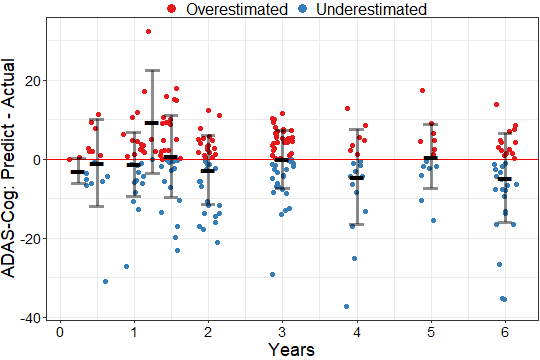 Overestimated Underestimated
ADAS-Cog: Predict - Actual
20
0
-20
-40
0 1 2 3 4 5 6
Years